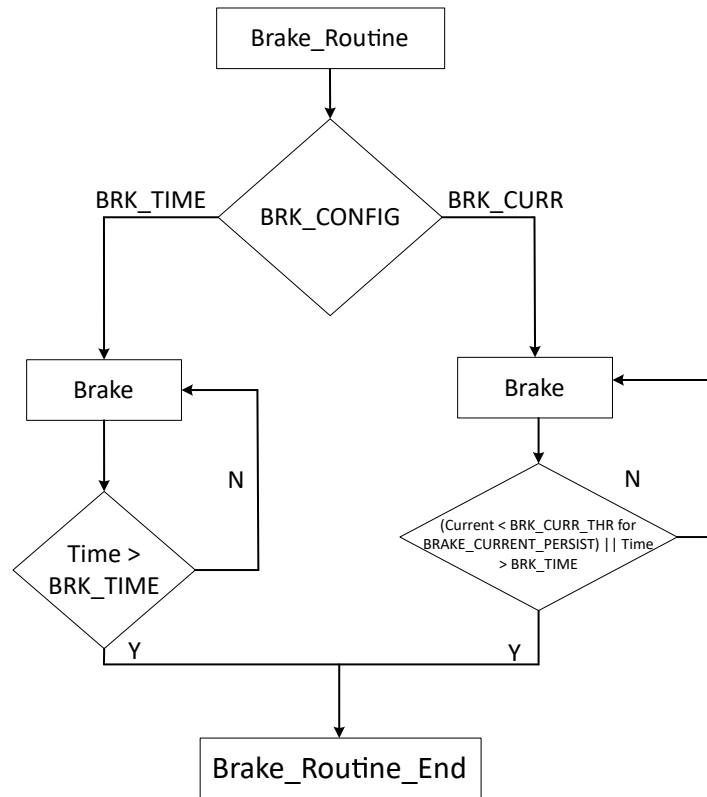 Brake_Routine
BRK_TIME
BRK_CONFIG
BRK_CURR
Brake
Brake
N
N
Time >
BRK_TIME
(Current < BRK_CURR_THR for
BRAKE_CURRENT_PERSIST) || Time
> BRK_TIME
Y
Y
Brake_Routine_End